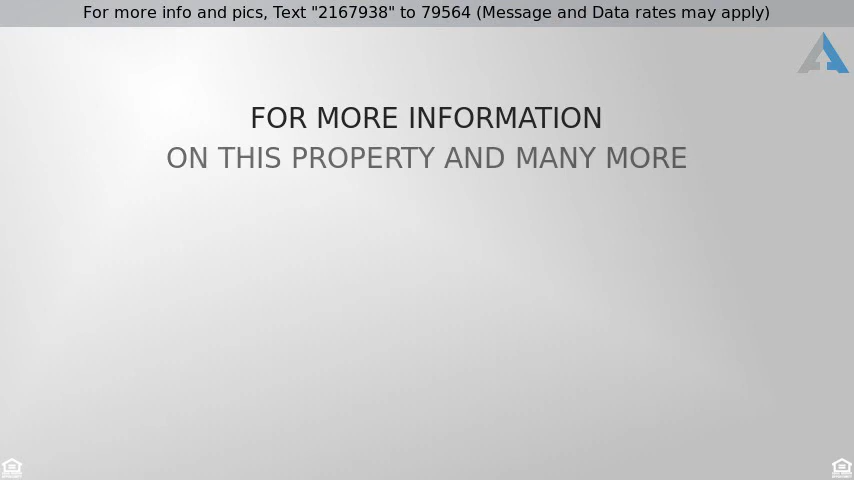 For more info and pics, Text "2167938" to 79564 (Message and Data rates may apply)
FOR MORE INFORMATION
ON THIS PROPERTY AND MANY MORE